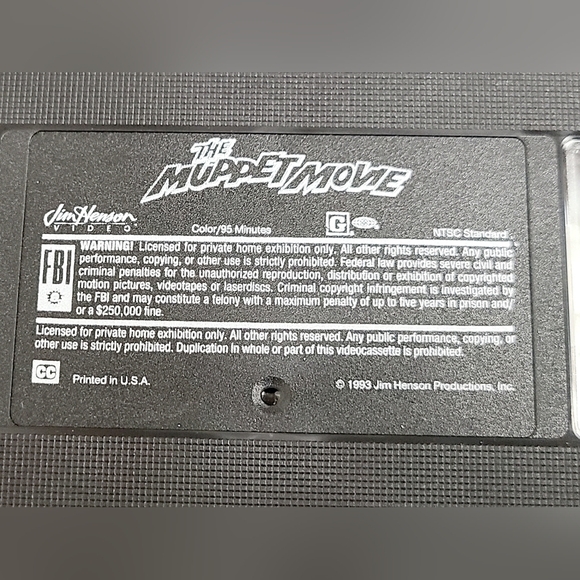 THE
MUPPET MOVIE
Jim Henson
VIDEO
Color/95 Minutes
G
NTSC Standard
FBI
WARNING! Licensed for private home exhibition only. All other rights reserved. Any public
performance, copying, or other use is strictly prohibited. Federal law provides severe civil and
criminal penalties for the unauthorized reproduction, distribution or exhibition of copyrighted
motion pictures, videotapes or laserdiscs. Criminal copyright infringement is investigated by
the FBI and may constitute a felony with a maximum penalty of up to five years in prison and/
or a $250,000 fine.
Licensed for private home exhibition only. All other rights reserved. Any public performance, copying, or
other use is strictly prohibited. Duplication in whole or part of this videocassette is prohibited.
CC
Printed in U.S.A.
© 1993 Jim Henson Productions, Inc.